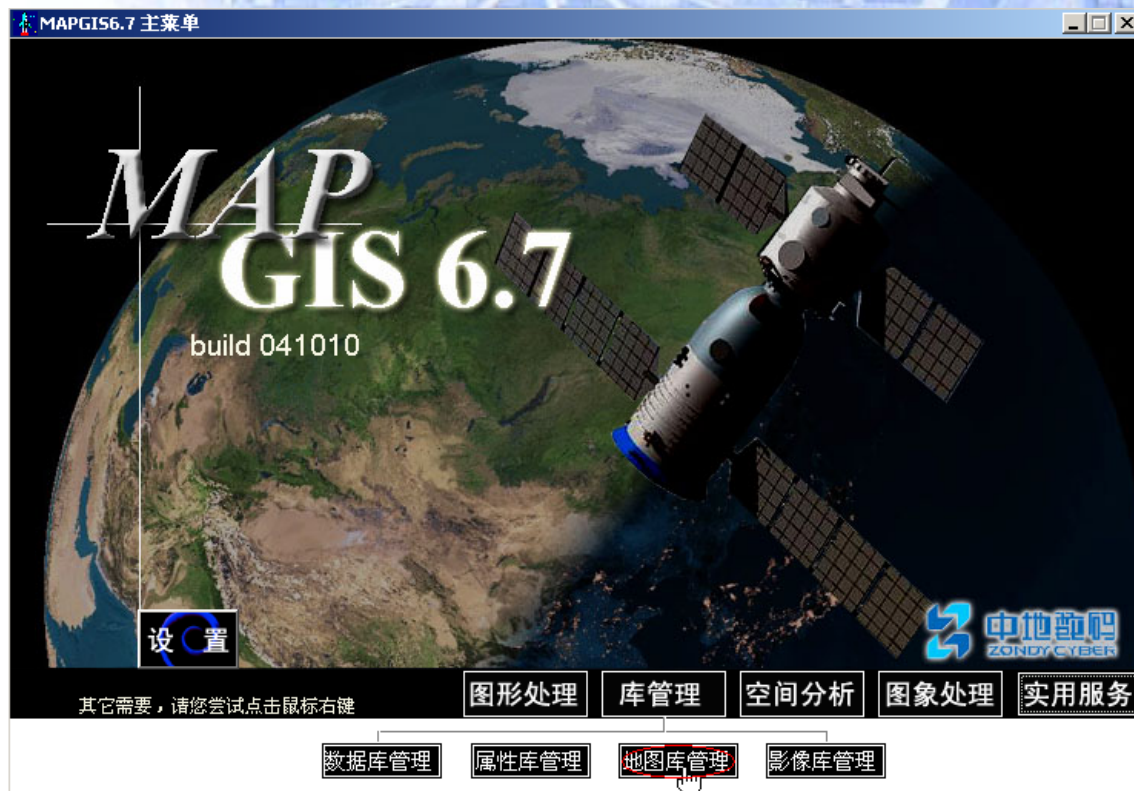 MAPGIS6.7 主菜单
MAP
GIS 6.7
build 041010
设置
中地数码
ZONDY CYBER
其它需要，请您尝试点击鼠标右键
图形处理 库管理 空间分析 图象处理 实用服务
数据库管理 属性库管理 地图库管理 影像库管理